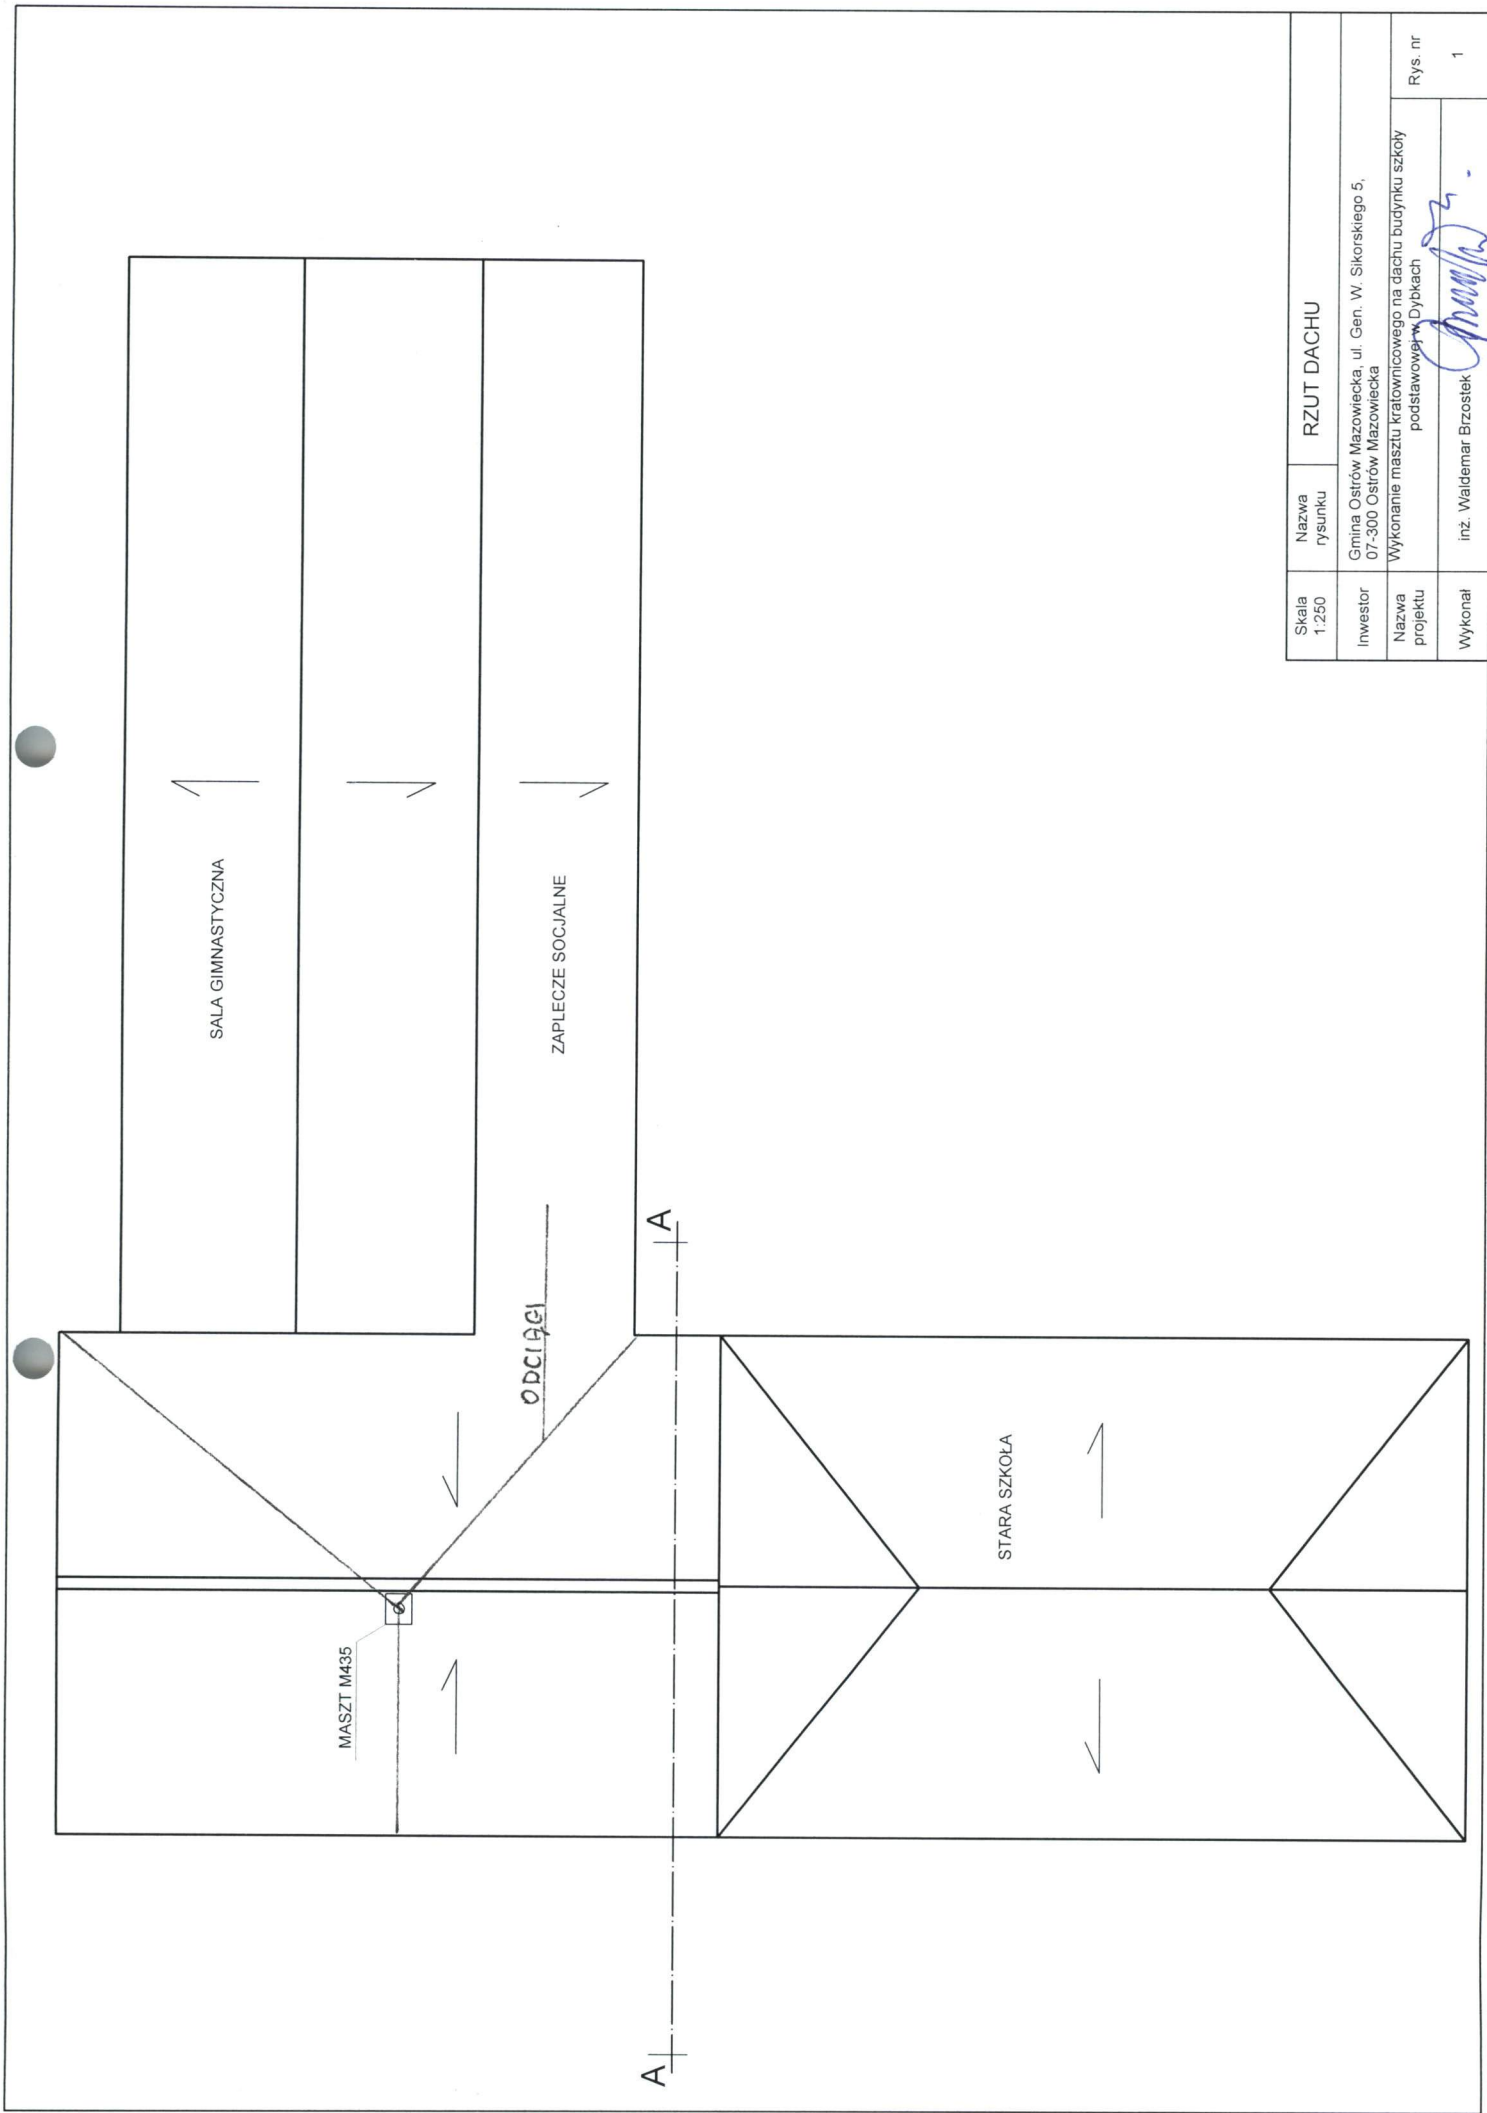 SALA GIMNASTYCZNA
ZAPLECZE SOCJALNE
ODCIĄGI
MASZT M435
A
A
STARA SZKOŁA
Skala
1:250
Nazwa
rysunku
RZUT DACHU
Inwestor
Gmina Ostrów Mazowiecka, ul. Gen. W. Sikorskiego 5,
07-300 Ostrów Mazowiecka
Nazwa
projektu
Wykonanie masztu kratownicowego na dachu budynku szkoły
podstawowej w Dybkach
Rys. nr
Wykonał
inż. Waldemar Brzostek
1